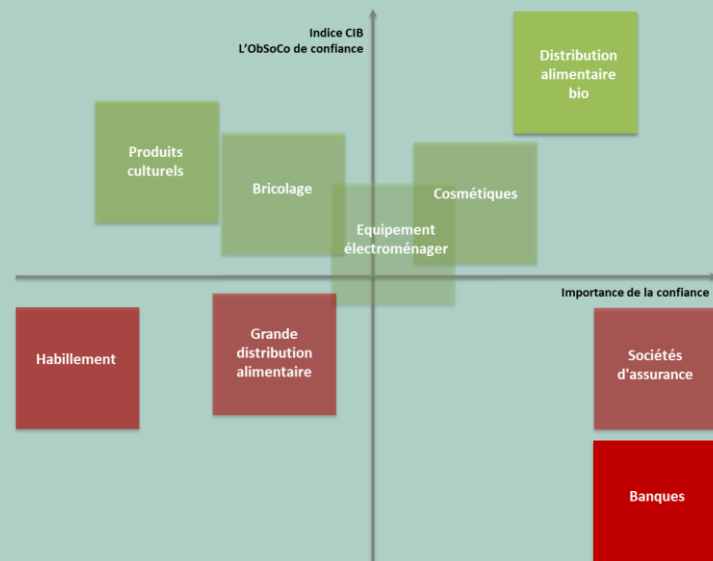 Indice CIB
L'ObSoCo de confiance
Distribution
alimentaire
bio
Produits
culturels
Bricolage
Cosmétiques
Equipement
électroménager
Importance de la confiance
Habillement
Grande
distribution
alimentaire
Sociétés
d'assurance
Banques